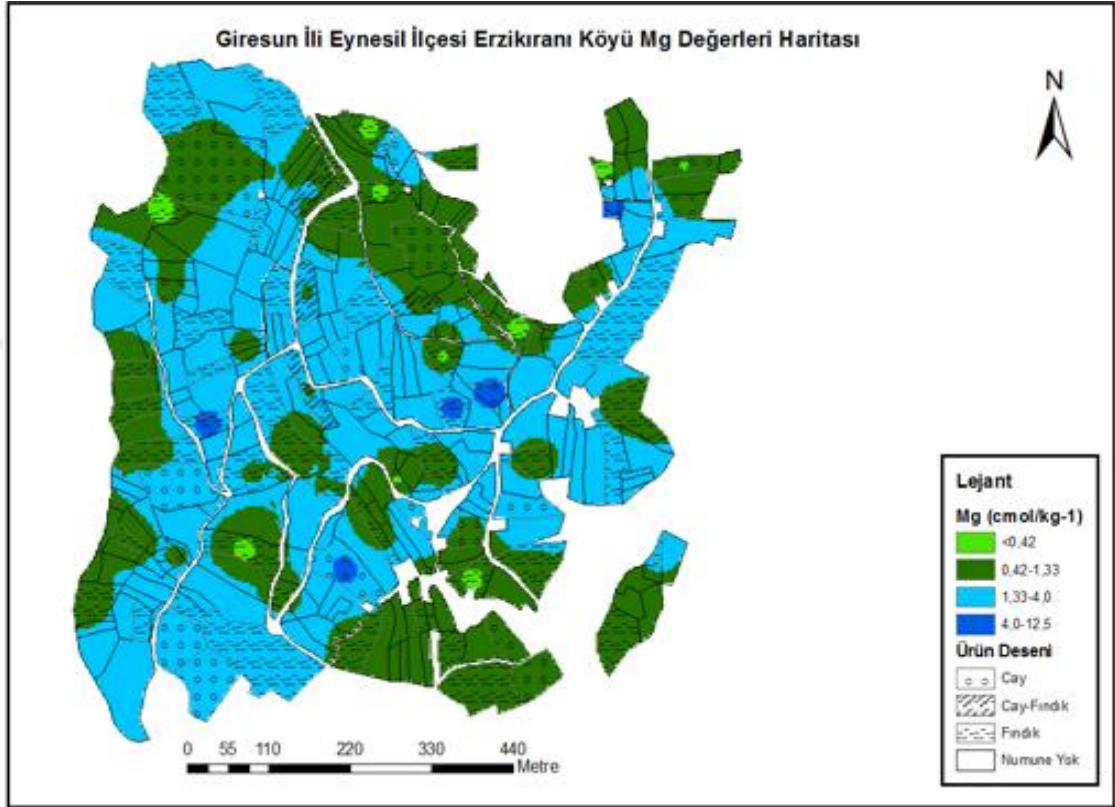 Giresun İli Eynesil İlçesi Erzikıranı Köyü Mg Değerleri Haritası
N
Lejant
Mg (cmol/kg-1)
<0,42
0,42-1,33
1,33-4,0
4,0-12,5
Ürün Deseni
Cay
Cay-Fındık
Fındık
Numune Yok
0 55 110 220 330 440
Metre